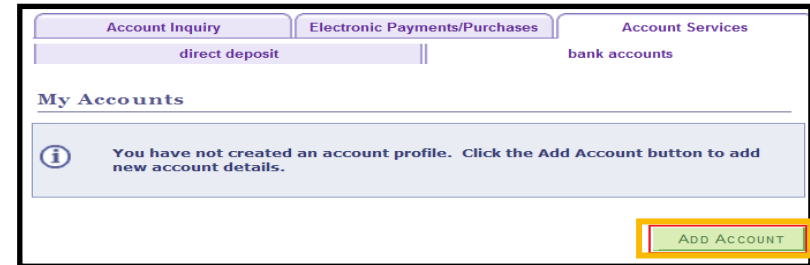 Account Inquiry Electronic Payments/Purchases Account Services
direct deposit bank accounts
My Accounts
You have not created an account profile. Click the Add Account button to add
new account details.
ADD ACCOUNT